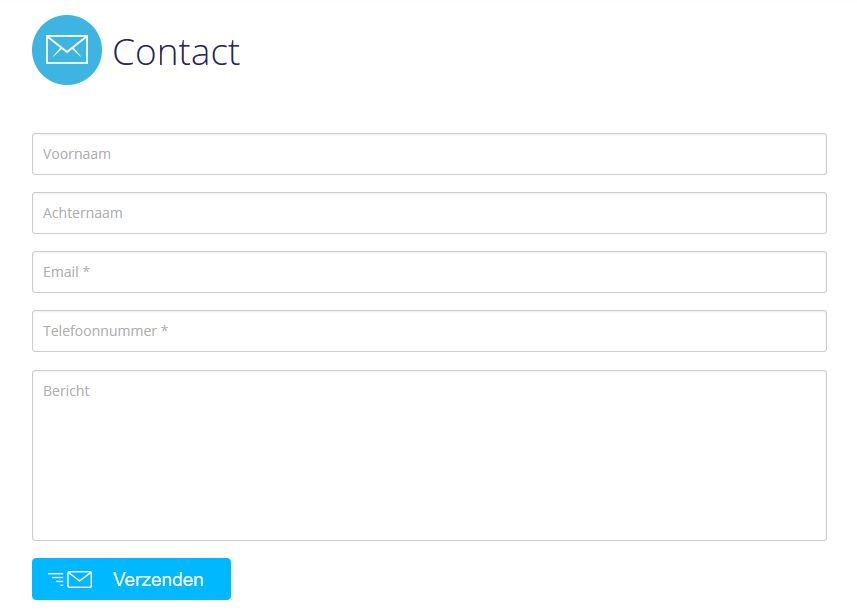 Contact
Voornaam
Achternaam
Email *
Telefoonnummer *
Bericht
Verzenden